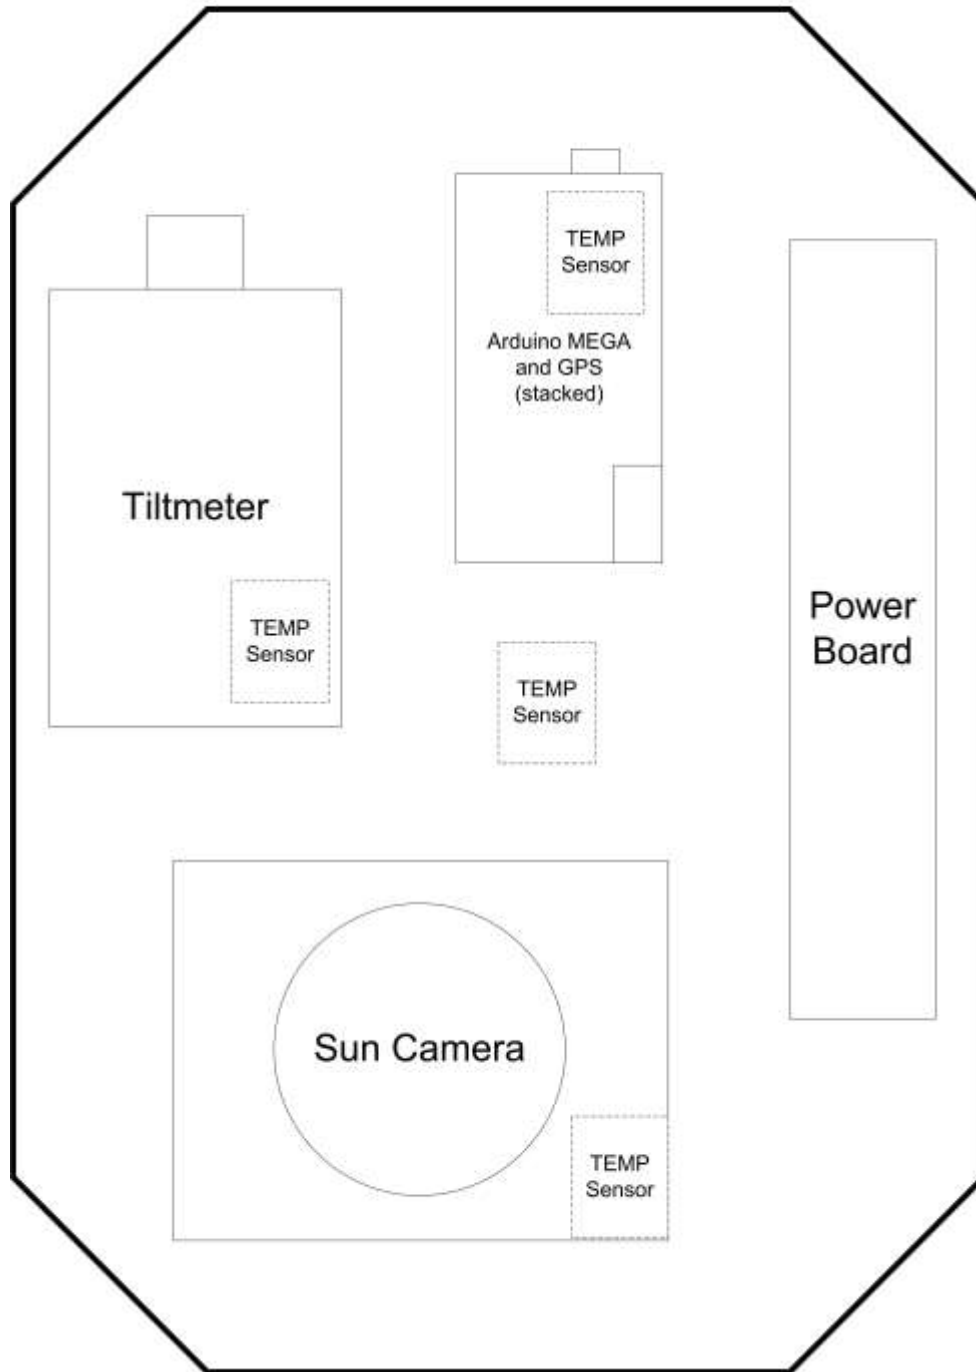 TEMP
Sensor
Arduino MEGA
and GPS
(stacked)
Tiltmeter
TEMP
Sensor
Power
Board
TEMP
Sensor
Sun Camera
TEMP
Sensor